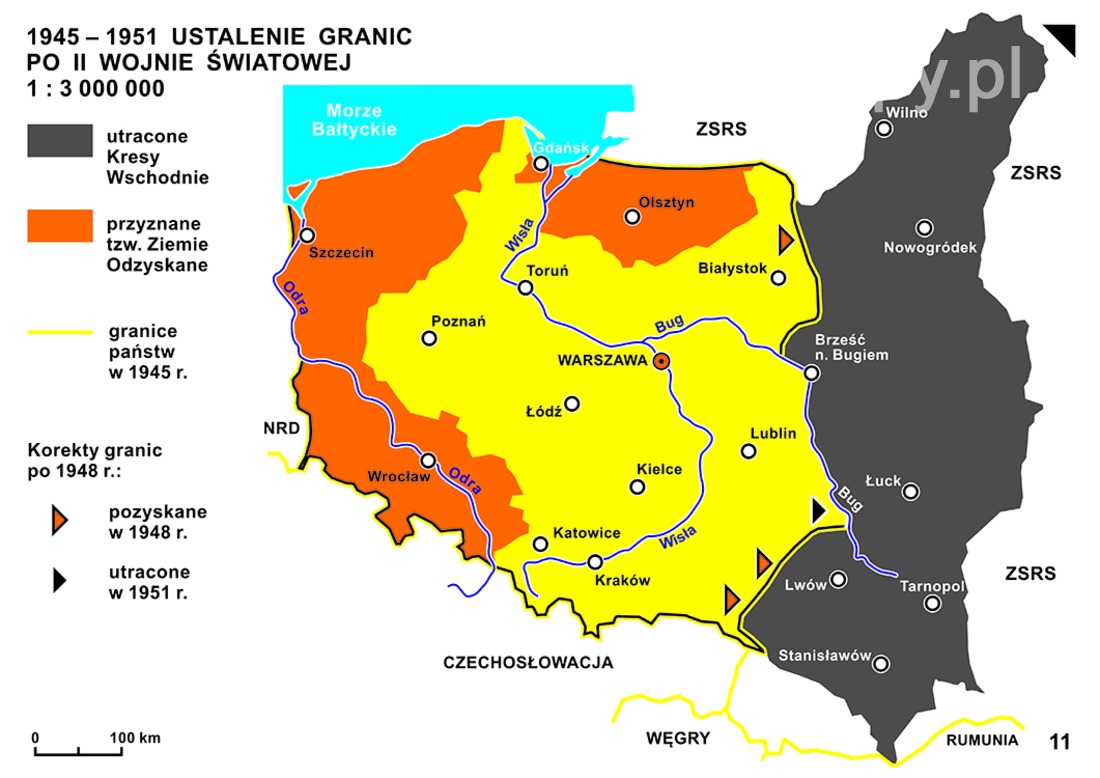 1945 – 1951 USTALENIE GRANIC
PO II WOJNIE ŚWIATOWEJ
1 : 3 000 000
utracone
Kresy
Wschodnie
przyznane
tzw. Ziemie
Odzyskane
granice
państw
w 1945 r.
Korekty granic
po 1948 r.:
pozyskane
w 1948 r.
utracone
w 1951 r.
0
100 km
Morze
Bałtyckie
ZSRS
y.pl
Wilno
ZSRS
Gdańsk
Olsztyn
Nowogródek
Szczecin
Wisła
Toruń
Białystok
Odra
Poznań
Bug
WARSZAWA
Brześć
n. Bugiem
Łódź
NRD
Lublin
Wrocław
Odra
Kielce
Łuck
Bug
Katowice
Wisła
Kraków
Lwów
Tarnopol
ZSRS
Stanisławów
CZECHOSŁOWACJA
WĘGRY
RUMUNIA
11